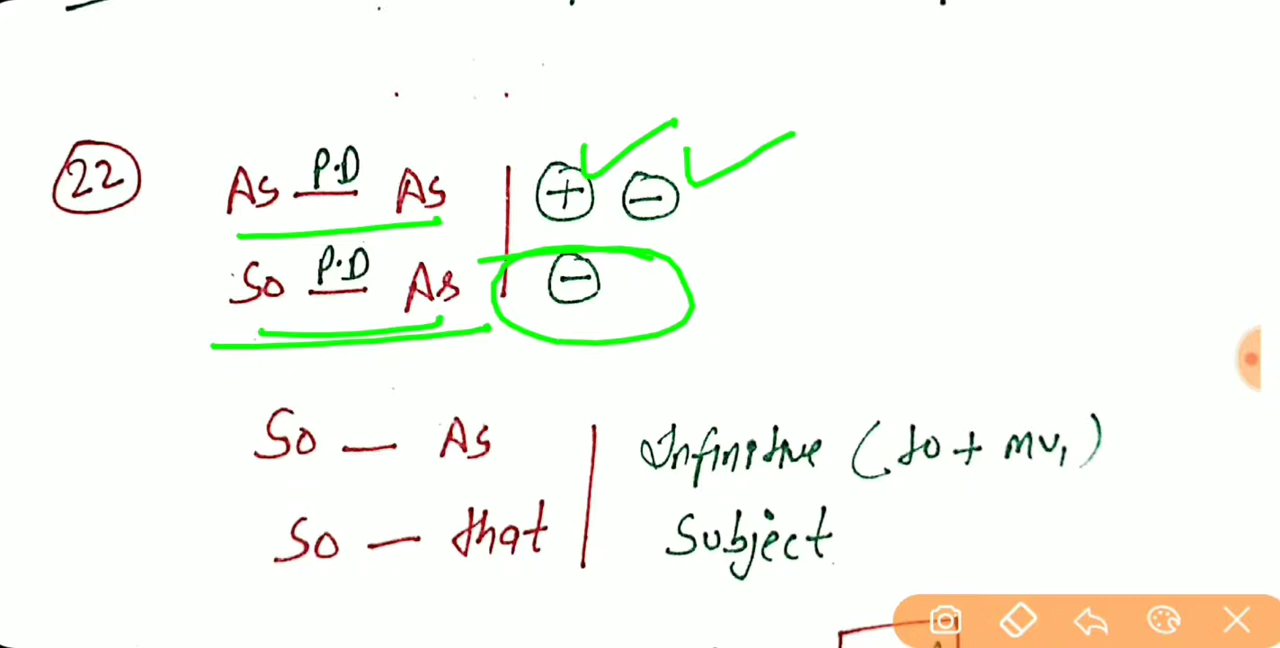 22 As P.D As | + -
So P.D As | -
So — As | Infinitive (to + mv₁)
So — that | Subject